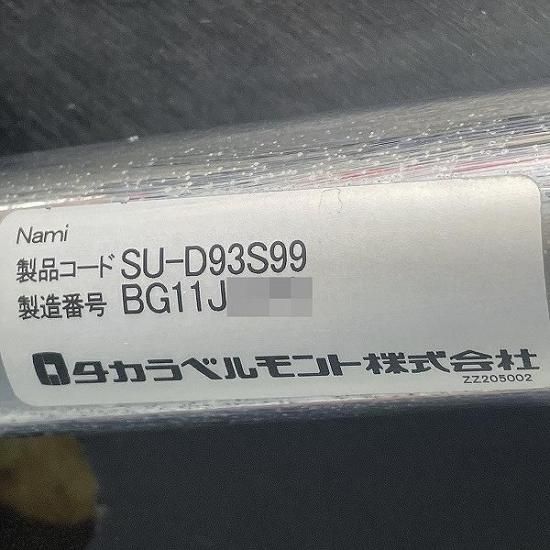 Nami
製品コード SU-D93S99
製造番号 BG11J
タカラベルモント株式会社
ZZ205002